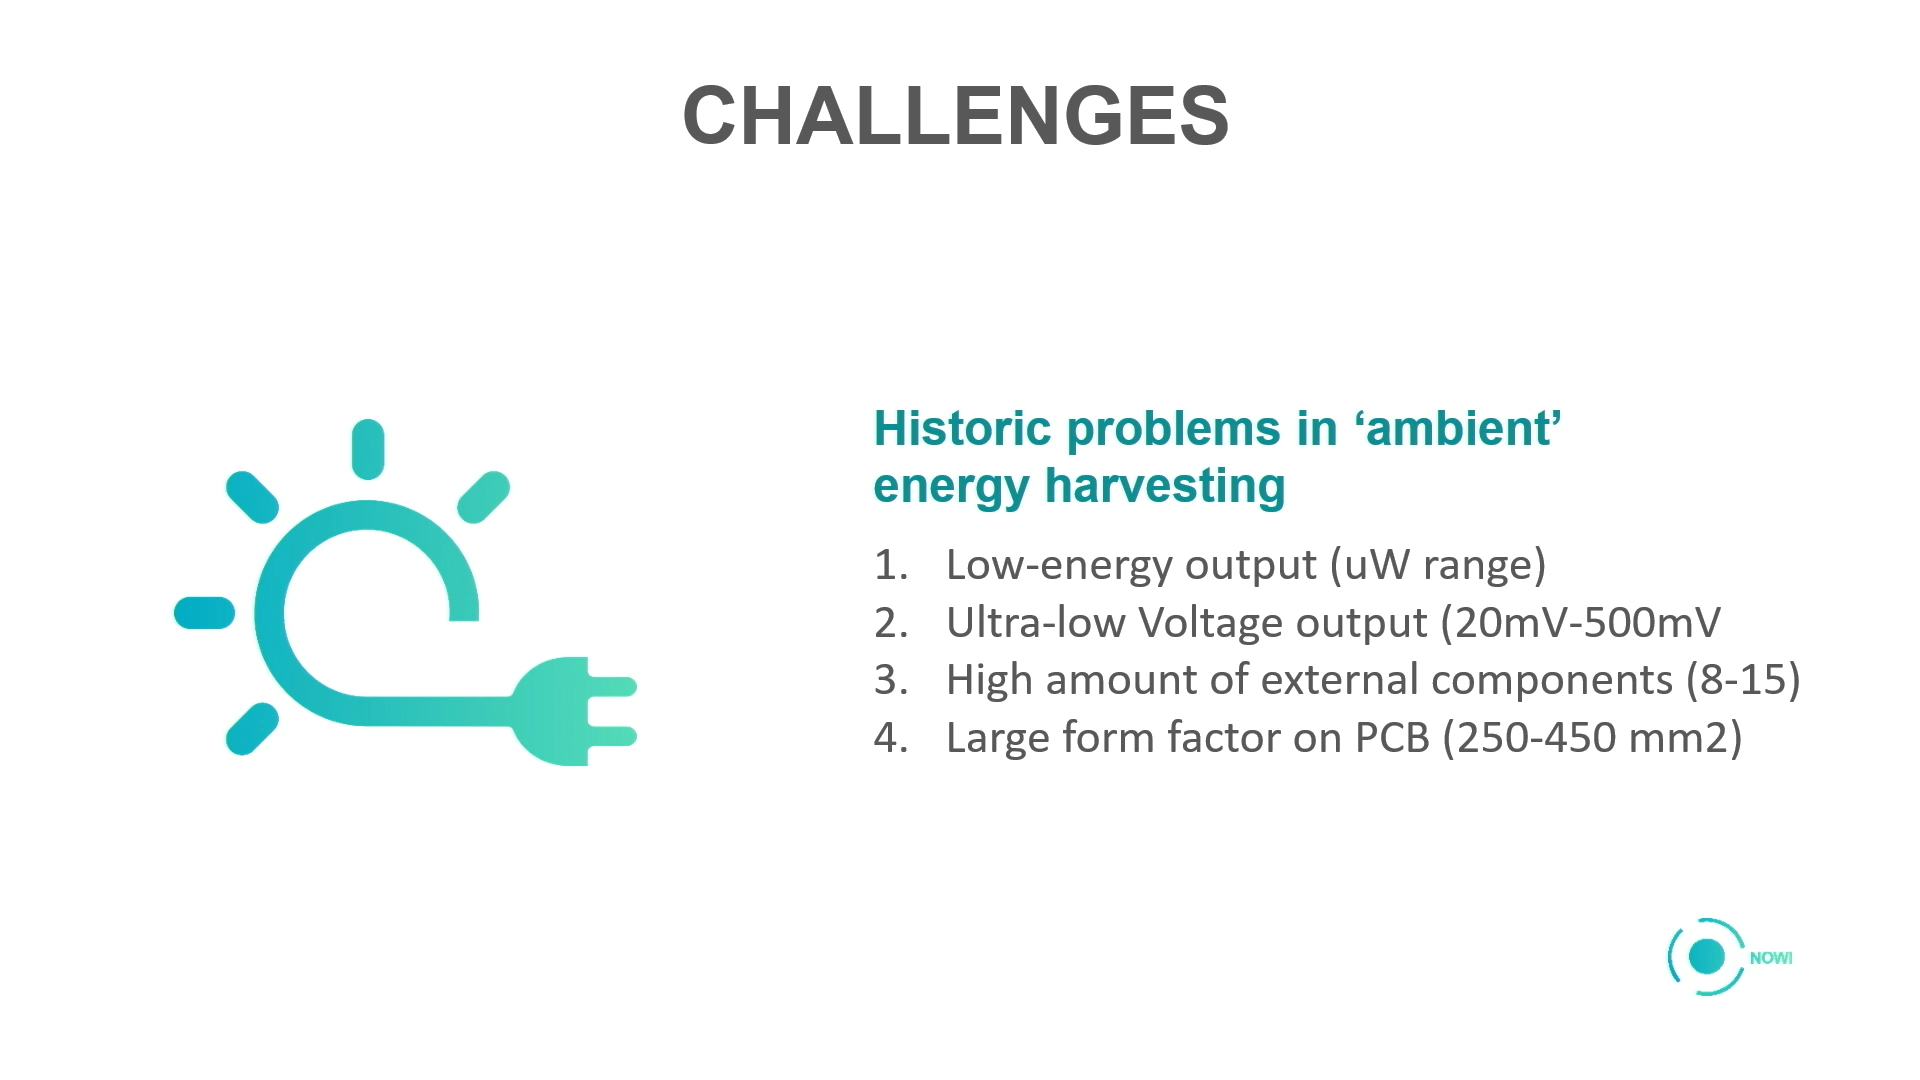 CHALLENGES
Historic problems in ‘ambient’
energy harvesting
1. Low-energy output (uW range)
2. Ultra-low Voltage output (20mV-500mV
3. High amount of external components (8-15)
4. Large form factor on PCB (250-450 mm2)
NOWI